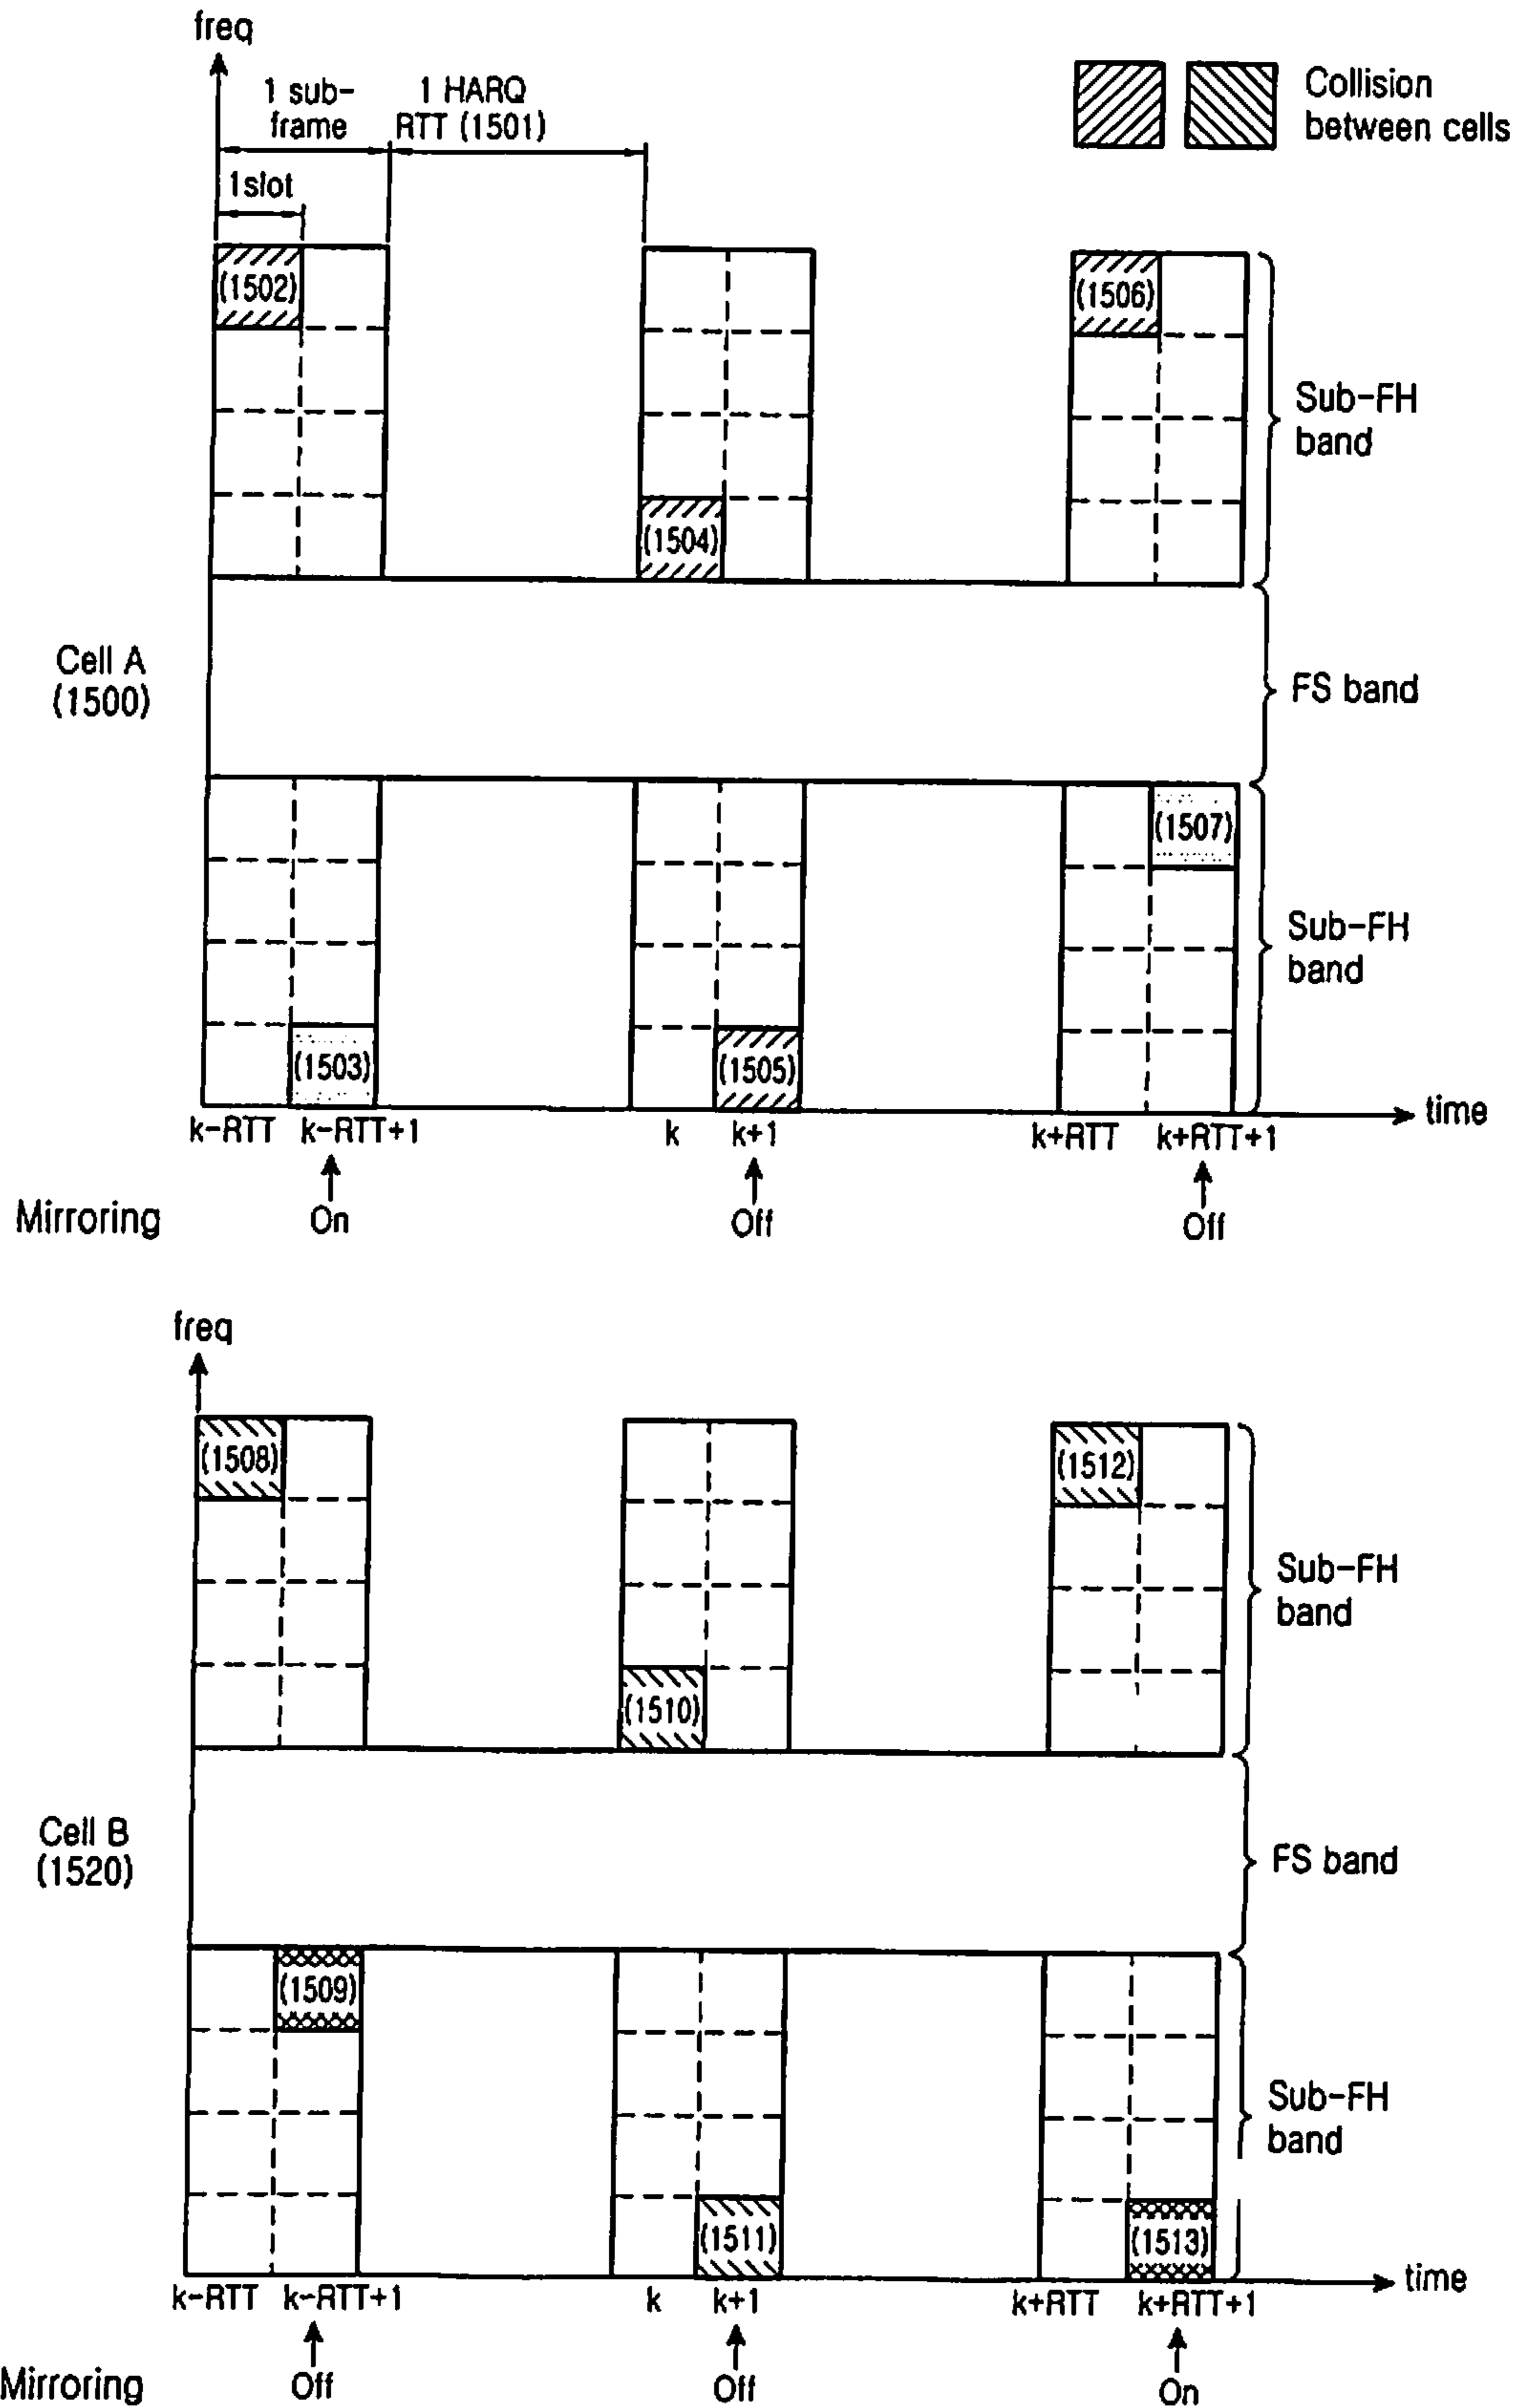 freq
1 sub-
frame
1 HARQ
RTT (1501)
1slot
Collision
between cells
(1502)
(1506)
Sub-FH
band
(1504)
Cell A
(1500)
FS band
(1507)
Sub-FH
band
(1503)
(1505)
k-RTT k-RTT+1 k k+1 k+RTT k+RTT+1
time
Mirroring On Off Off
freq
(1508)
(1512)
Sub-FH
band
(1510)
Cell B
(1520)
FS band
(1509)
Sub-FH
band
(1511)
(1513)
k-RTT k-RTT+1 k k+1 k+RTT k+RTT+1
time
Mirroring Off Off On